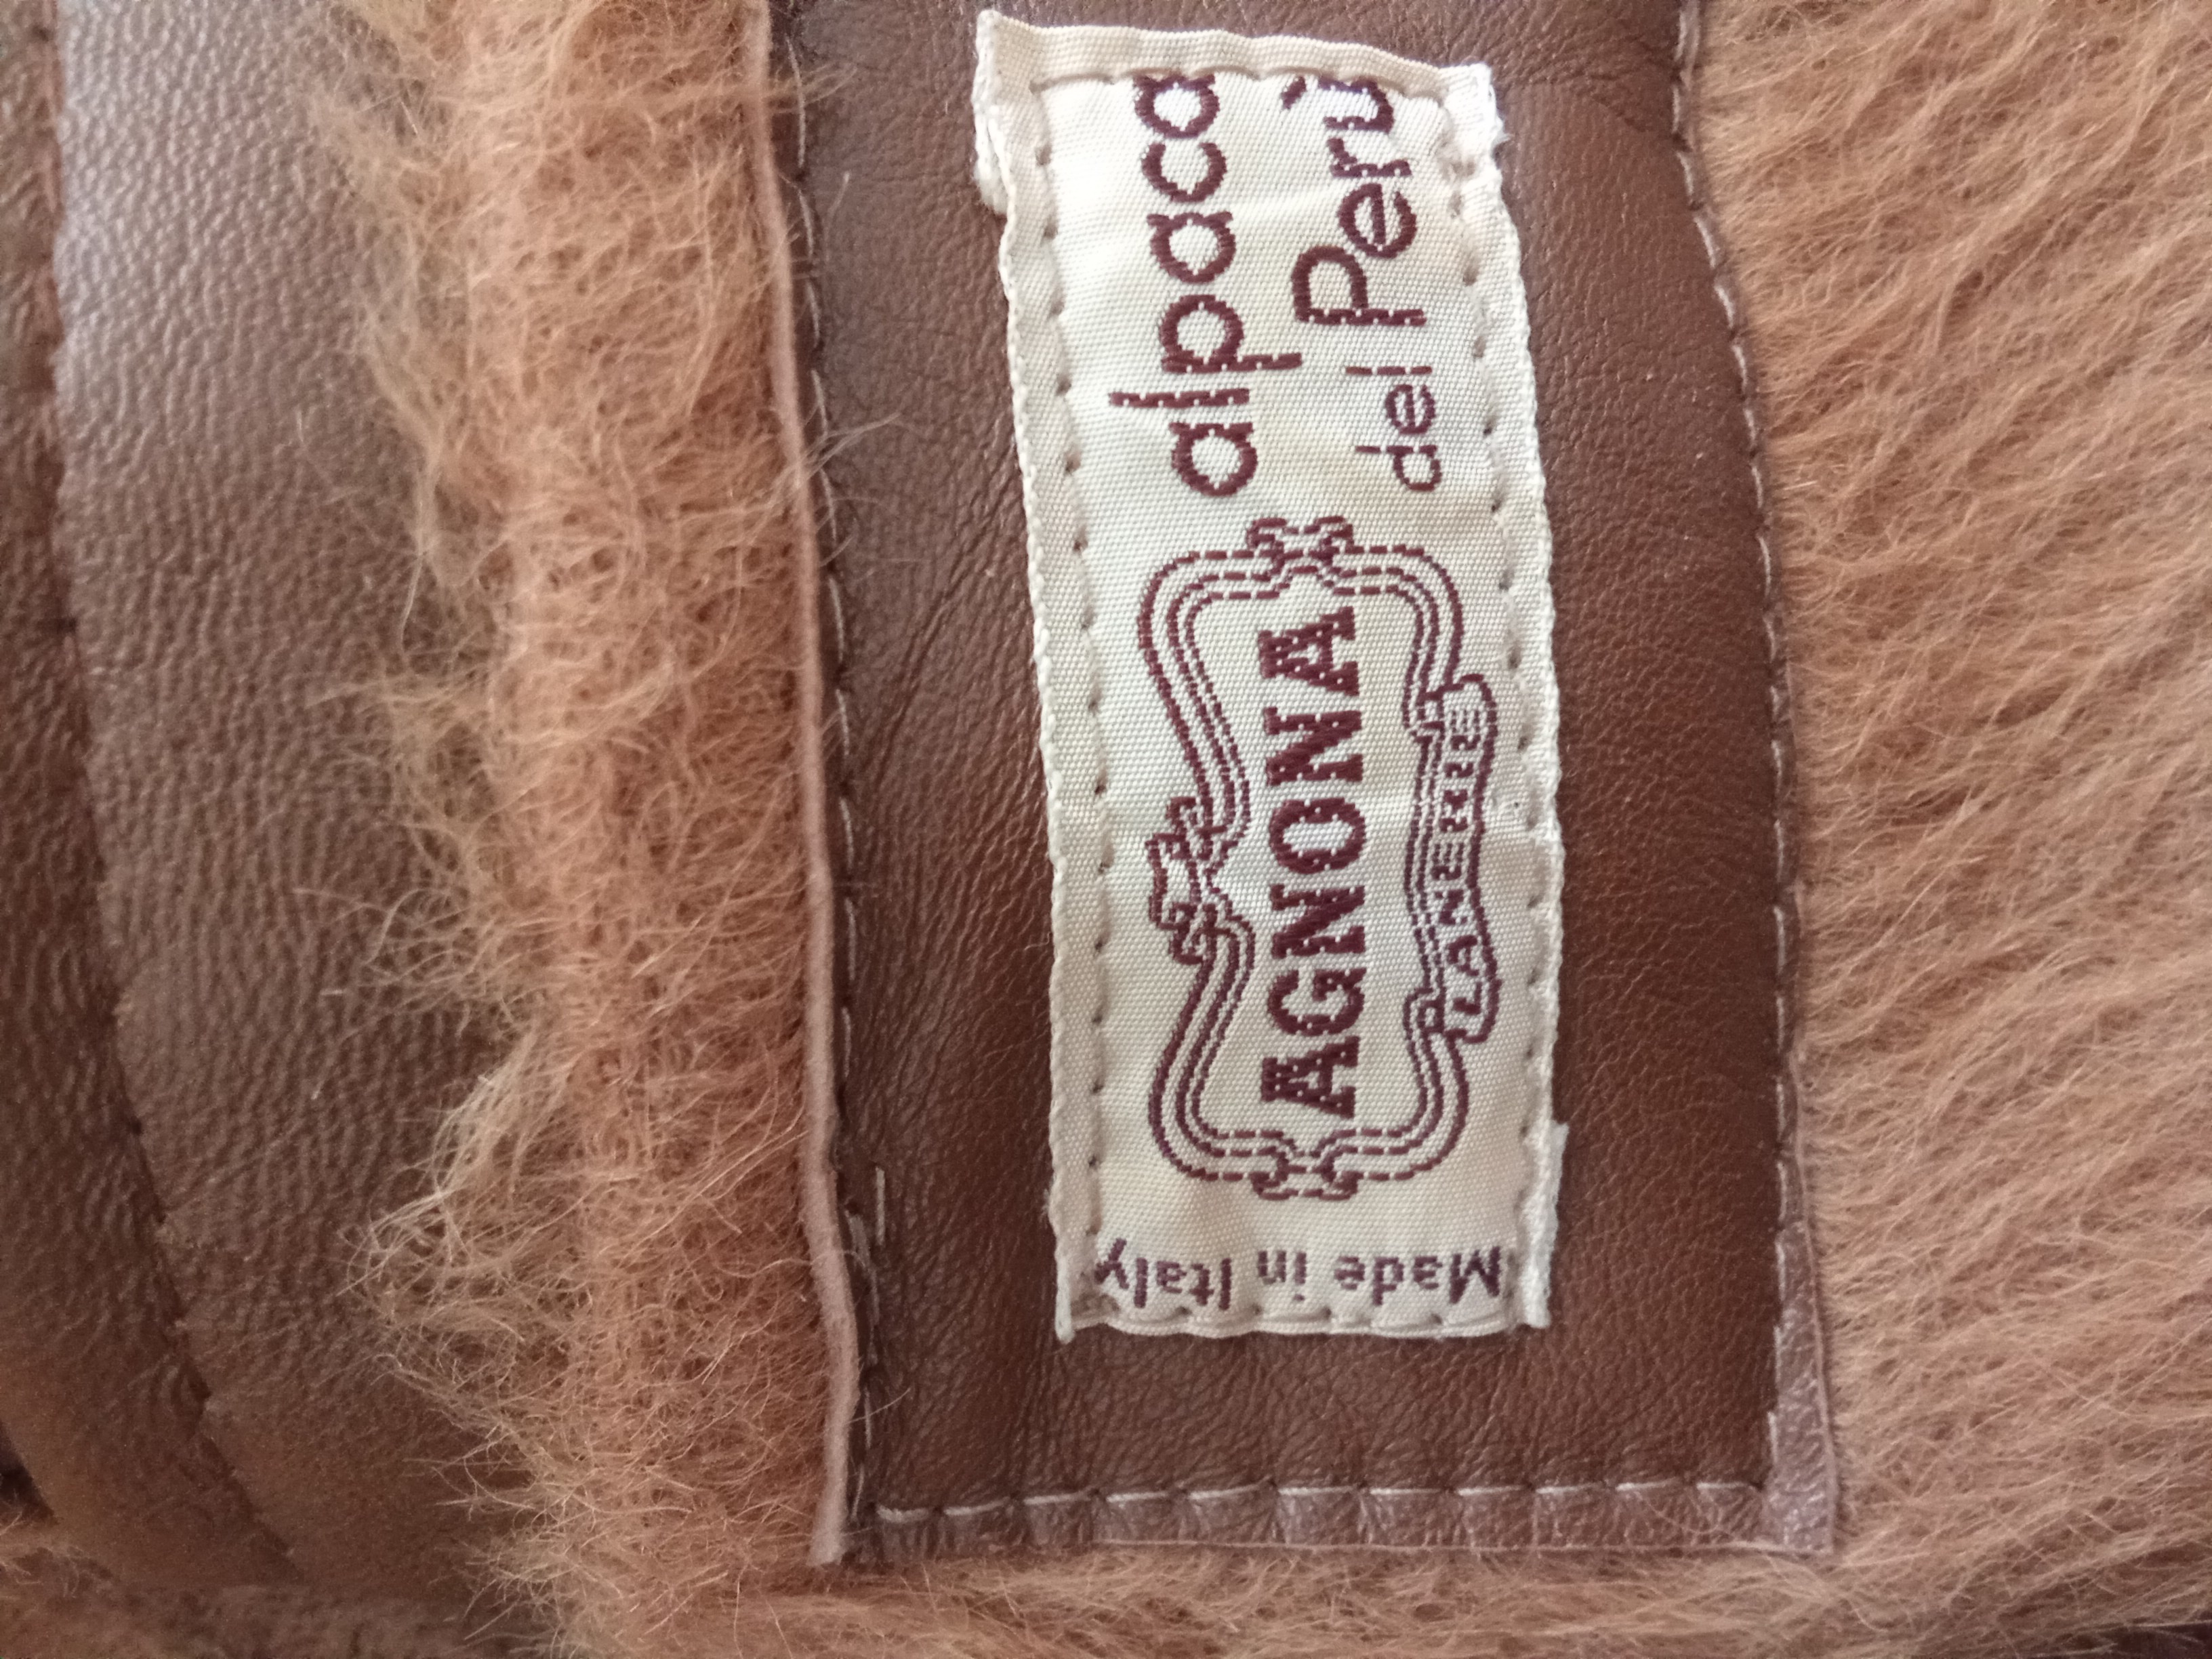 alpaca
del Perù
AGNONA
LANERIE
Made in Italy